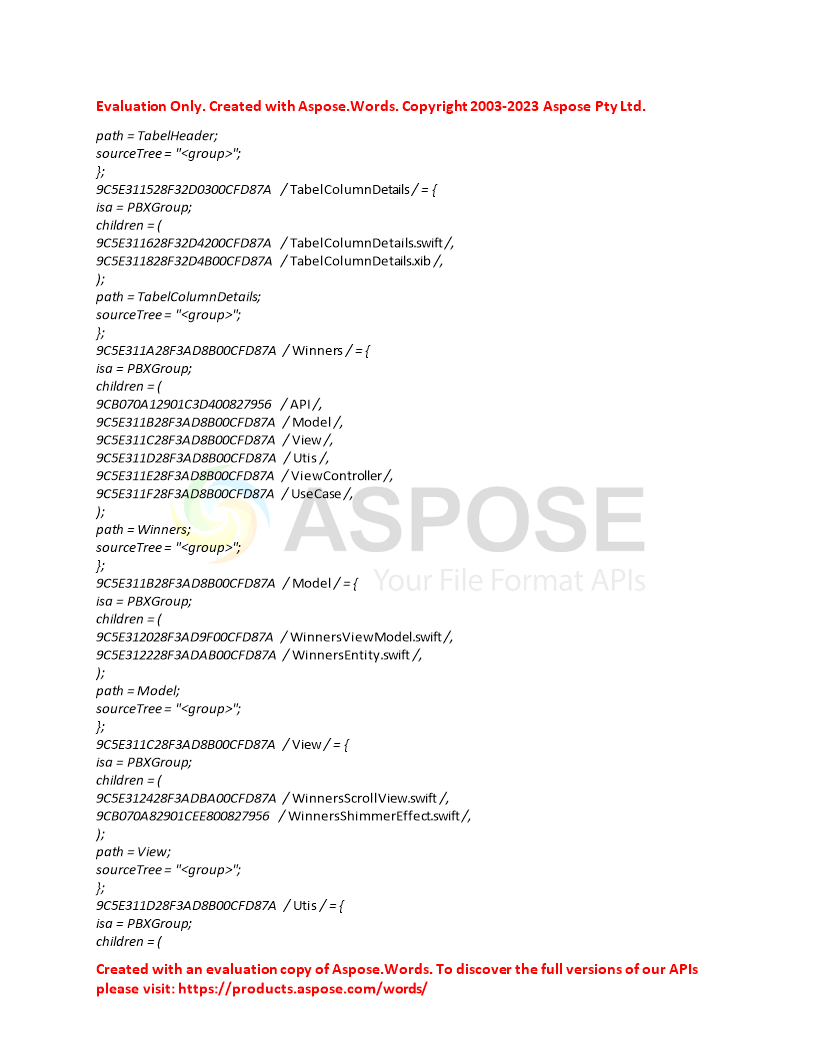 Evaluation Only. Created with Aspose.Words. Copyright 2003-2023 Aspose Pty Ltd.
path = TabelHeader;
sourceTree = "<group>";
};
9C5E311528F32D0300CFD87A / TabelColumnDetails / = {
isa = PBXGroup;
children = (
9C5E311628F32D4200CFD87A / TabelColumnDetails.swift /,
9C5E311828F32D4B00CFD87A / TabelColumnDetails.xib /,
);
path = TabelColumnDetails;
sourceTree = "<group>";
};
9C5E311A28F3AD8B00CFD87A / Winners / = {
isa = PBXGroup;
children = (
9CB070A12901C3D400827956 / API /,
9C5E311B28F3AD8B00CFD87A / Model /,
9C5E311C28F3AD8B00CFD87A / View /,
9C5E311D28F3AD8B00CFD87A / Utis /,
9C5E311E28F3AD8B00CFD87A / ViewController /,
9C5E311F28F3AD8B00CFD87A / UseCase /,
);
ASPOSE
path = Winners;
sourceTree = "<group>";
};
Your File Format APIs
9C5E311B28F3AD8B00CFD87A / Model / = {
isa = PBXGroup;
children = (
9C5E312028F3AD9F00CFD87A / WinnersViewModel.swift /,
9C5E312228F3ADAB00CFD87A / WinnersEntity.swift /,
);
path = Model;
sourceTree = "<group>";
};
9C5E311C28F3AD8B00CFD87A / View / = {
isa = PBXGroup;
children = (
9C5E312428F3ADBA00CFD87A / WinnersScrollView.swift /,
9CB070A82901CEE800827956 / WinnersShimmerEffect.swift /,
);
path = View;
sourceTree = "<group>";
};
9C5E311D28F3AD8B00CFD87A / Utis / = {
isa = PBXGroup;
children = (
Created with an evaluation copy of Aspose.Words. To discover the full versions of our APIs
please visit: https://products.aspose.com/words/